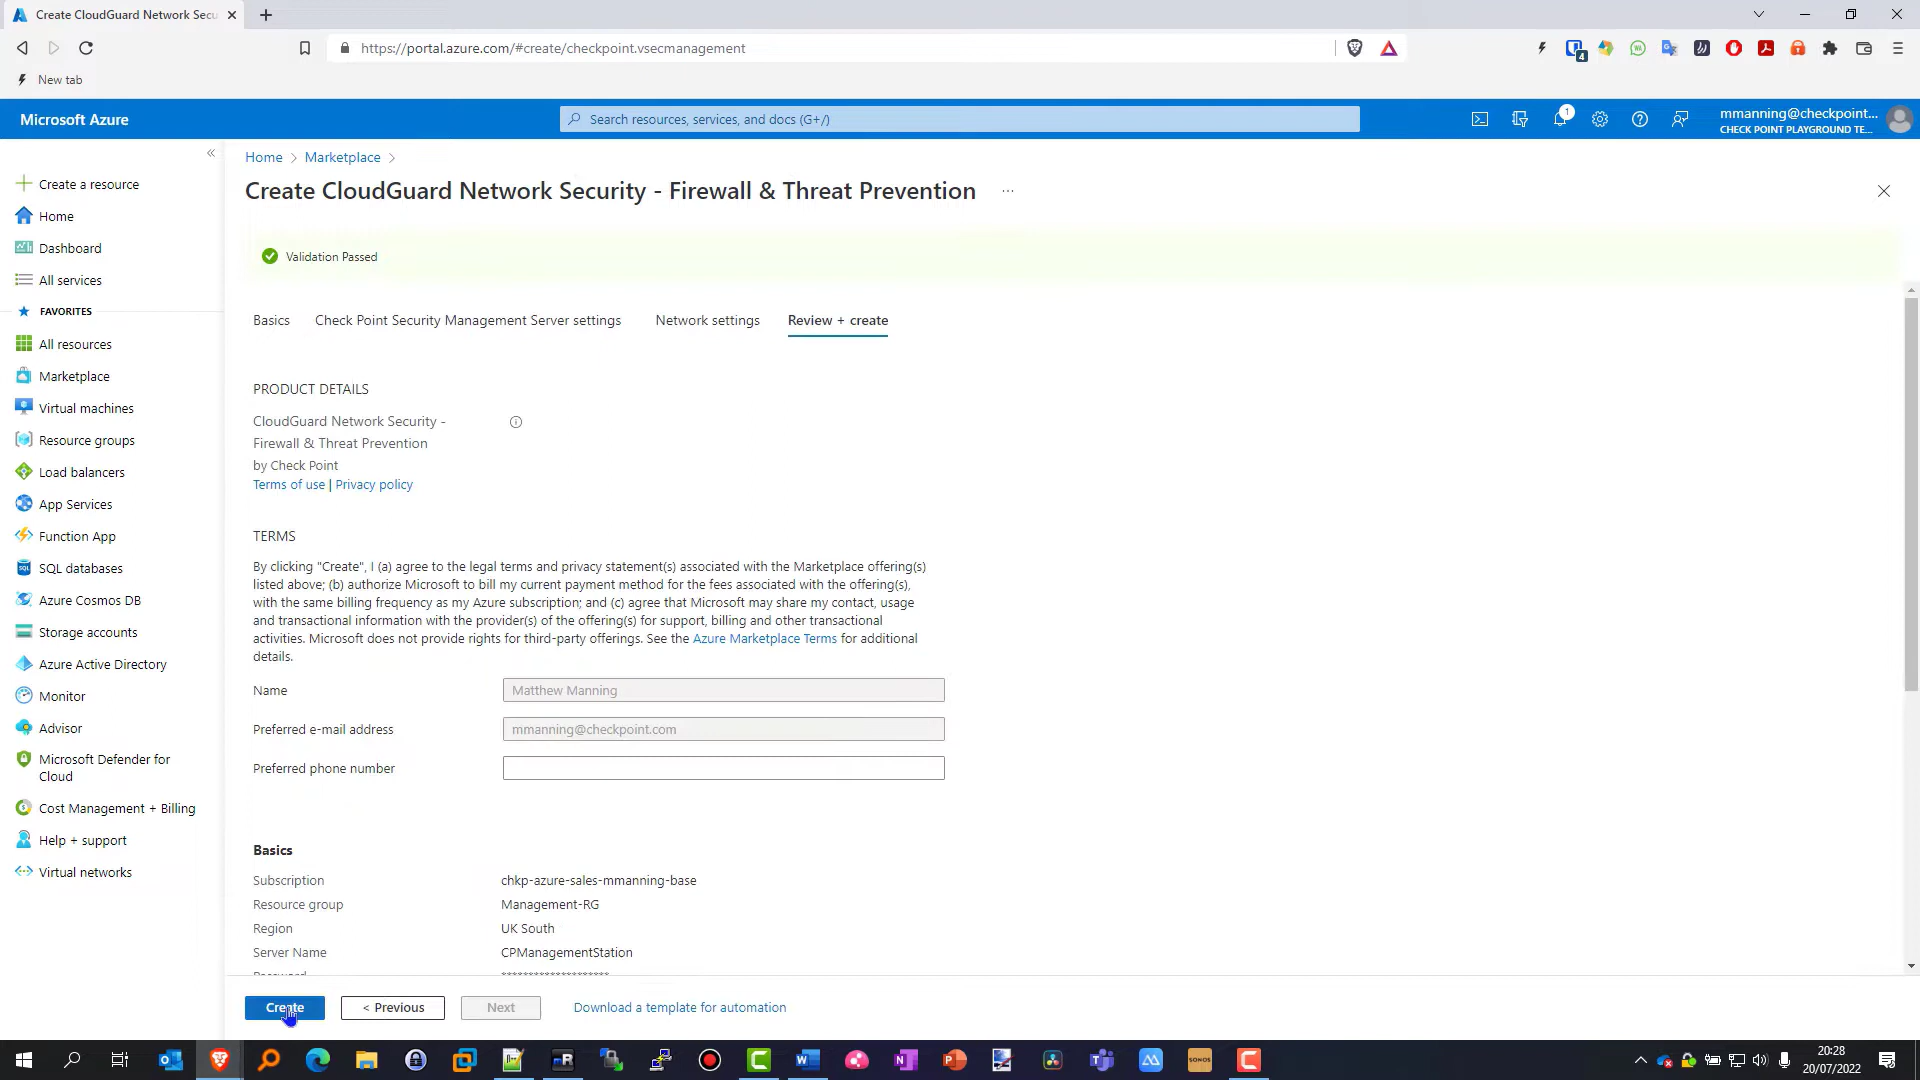 Create CloudGuard Network Secu
https://portal.azure.com/#create/checkpoint.vsecmanagement
4
New tab
Microsoft Azure
Search resources, services, and docs (G+/)
1
mmanning@checkpoint...
CHECK POINT PLAYGROUND TE...
Create a resource
Home
Dashboard
All services
FAVORITES
All resources
Marketplace
Virtual machines
Resource groups
Load balancers
App Services
Function App
SQL databases
Azure Cosmos DB
Storage accounts
Azure Active Directory
Monitor
Advisor
Microsoft Defender for
Cloud
Cost Management + Billing
Help + support
Virtual networks
Home > Marketplace >
Create CloudGuard Network Security - Firewall & Threat Prevention ...
Validation Passed
Basics Check Point Security Management Server settings Network settings Review + create
PRODUCT DETAILS
CloudGuard Network Security -
Firewall & Threat Prevention
by Check Point
Terms of use | Privacy policy
TERMS
By clicking "Create", I (a) agree to the legal terms and privacy statement(s) associated with the Marketplace offering(s)
listed above; (b) authorize Microsoft to bill my current payment method for the fees associated with the offering(s),
with the same billing frequency as my Azure subscription; and (c) agree that Microsoft may share my contact, usage
and transactional information with the provider(s) of the offering(s) for support, billing and other transactional
activities. Microsoft does not provide rights for third-party offerings. See the Azure Marketplace Terms for additional
details.
Name Matthew Manning
Preferred e-mail address mmanning@checkpoint.com
Preferred phone number
Basics
Subscription chkp-azure-sales-mmanning-base
Resource group Management-RG
Region UK South
Server Name CPManagementStation
Password ********************
Create < Previous Next Download a template for automation
SONOS
20:28
20/07/2022